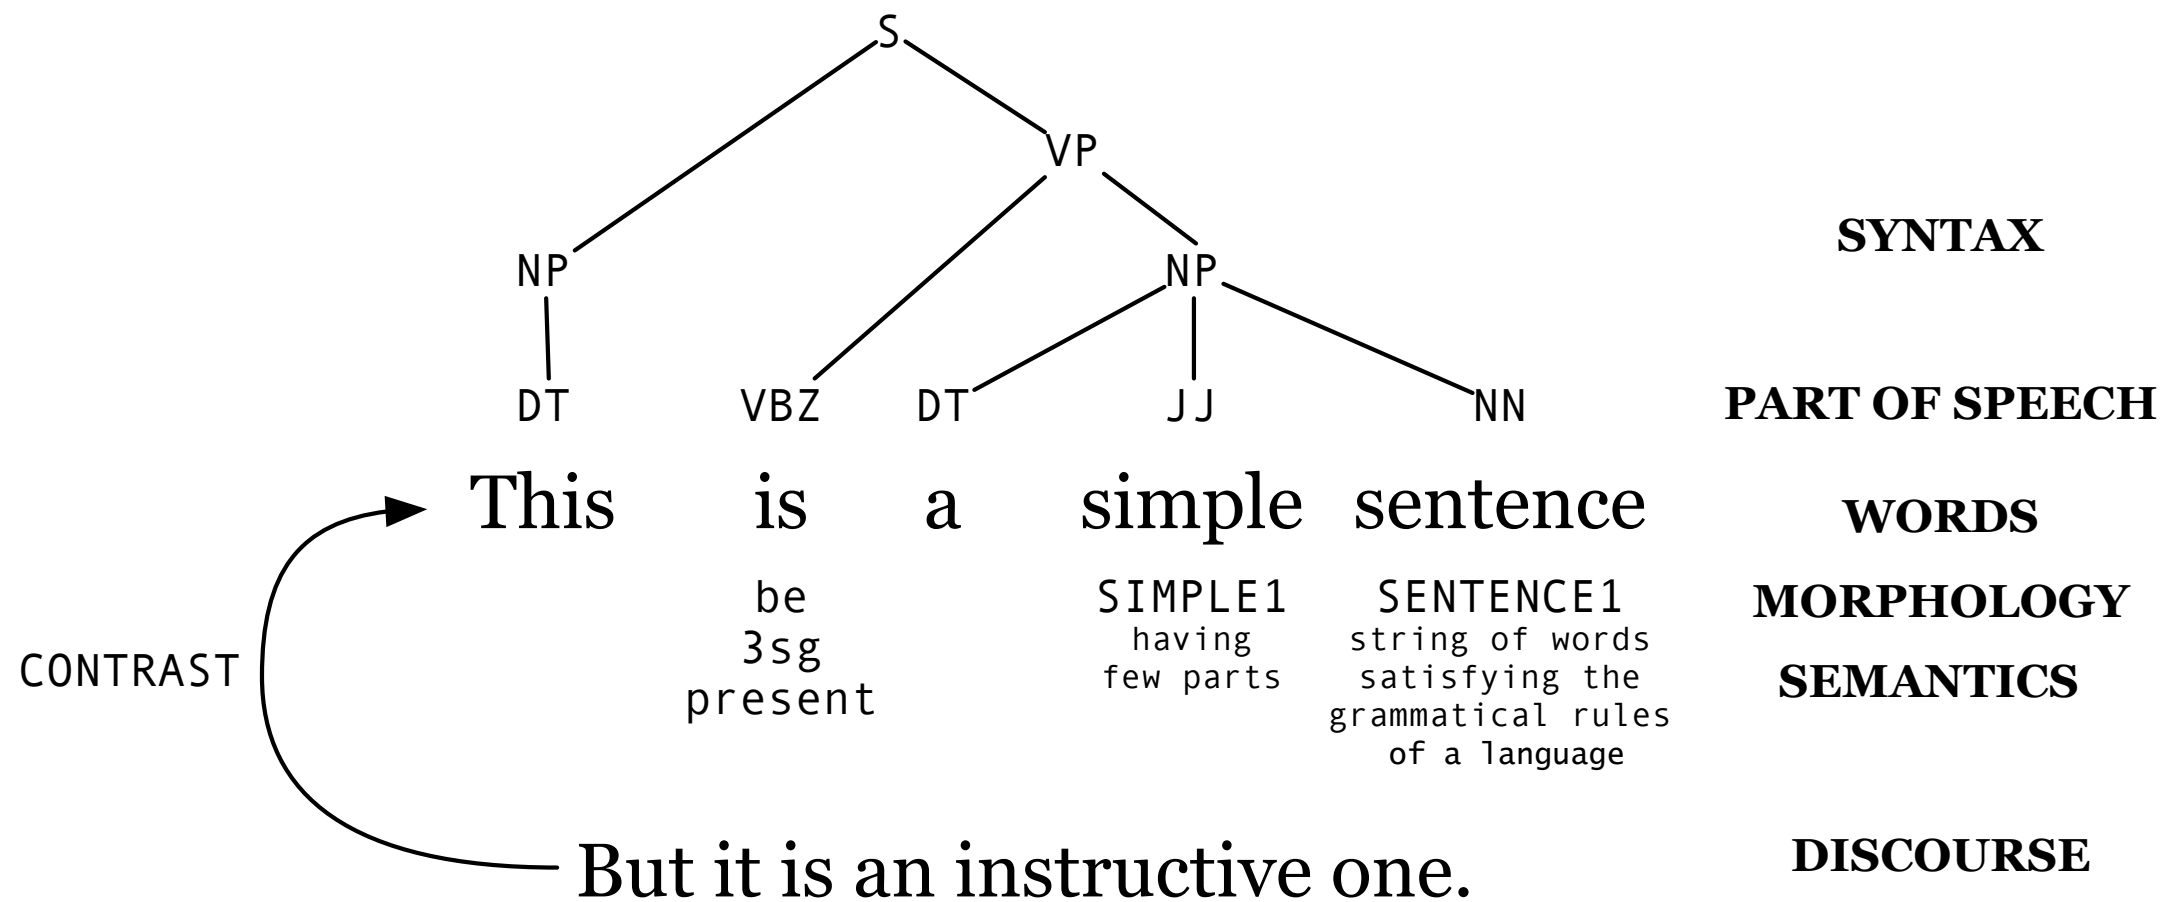 S
VP
NP NP SYNTAX
DT VBZ DT JJ NN PART OF SPEECH
This is a simple sentence WORDS
be SIMPLE1 SENTENCE1 MORPHOLOGY
3sg having string of words
present few parts satisfying the SEMANTICS
grammatical rules
of a language
CONTRAST
But it is an instructive one. DISCOURSE